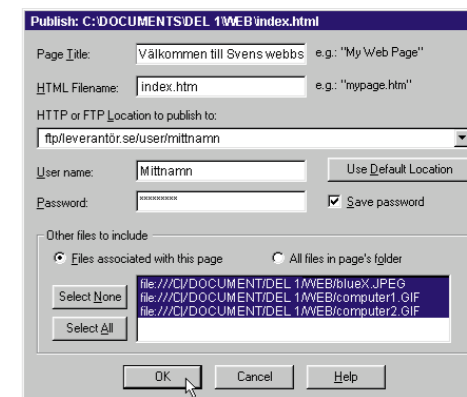 Publish: C:\DOCUMENTS\DEL 1\WEB\index.html
Page Title: Välkommen till Svens webbs e.g.: "My Web Page"
HTML Filename: index.htm e.g.: "mypage.htm"
HTTP or FTP Location to publish to:
ftp/leverantör.se/user/mittnamn
User name: Mittnamn Use Default Location
Password: ********* Save password
Other files to include
Files associated with this page All files in page's folder
Select None
Select All
file:///C|/DOCUMENT/DEL 1/WEB/blueX.JPEG
file:///C|/DOCUMENT/DEL 1/WEB/computer1.GIF
file:///C|/DOCUMENT/DEL 1/WEB/computer2.GIF
OK Cancel Help